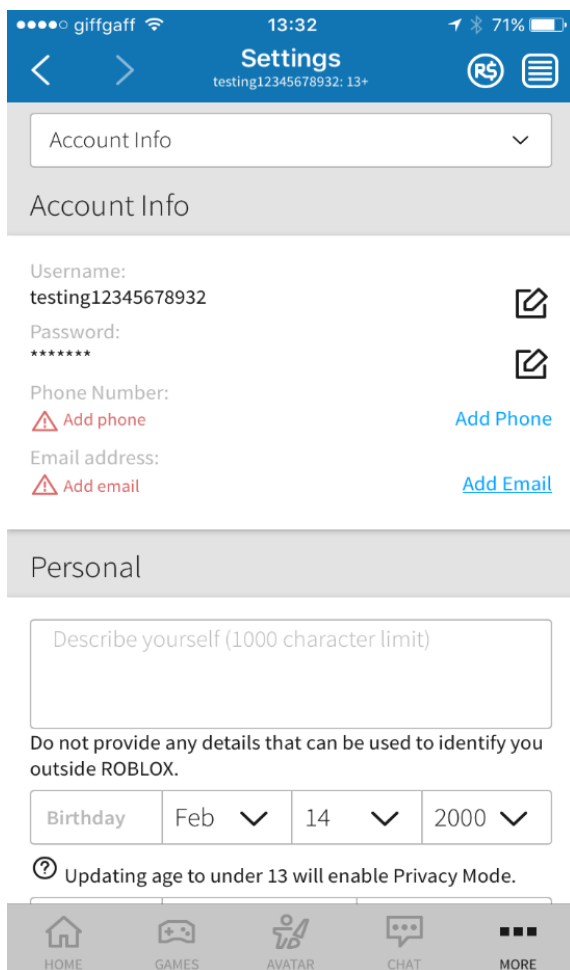 giffgaff 13:32 71%
Settings
testing12345678932: 13+
R$
Account Info
Account Info
Username:
testing12345678932
Password:
*******
Phone Number:
Add phone Add Phone
Email address:
Add email Add Email
Personal
Describe yourself (1000 character limit)
Do not provide any details that can be used to identify you
outside ROBLOX.
Birthday Feb 14 2000
Updating age to under 13 will enable Privacy Mode.
HOME GAMES AVATAR CHAT MORE